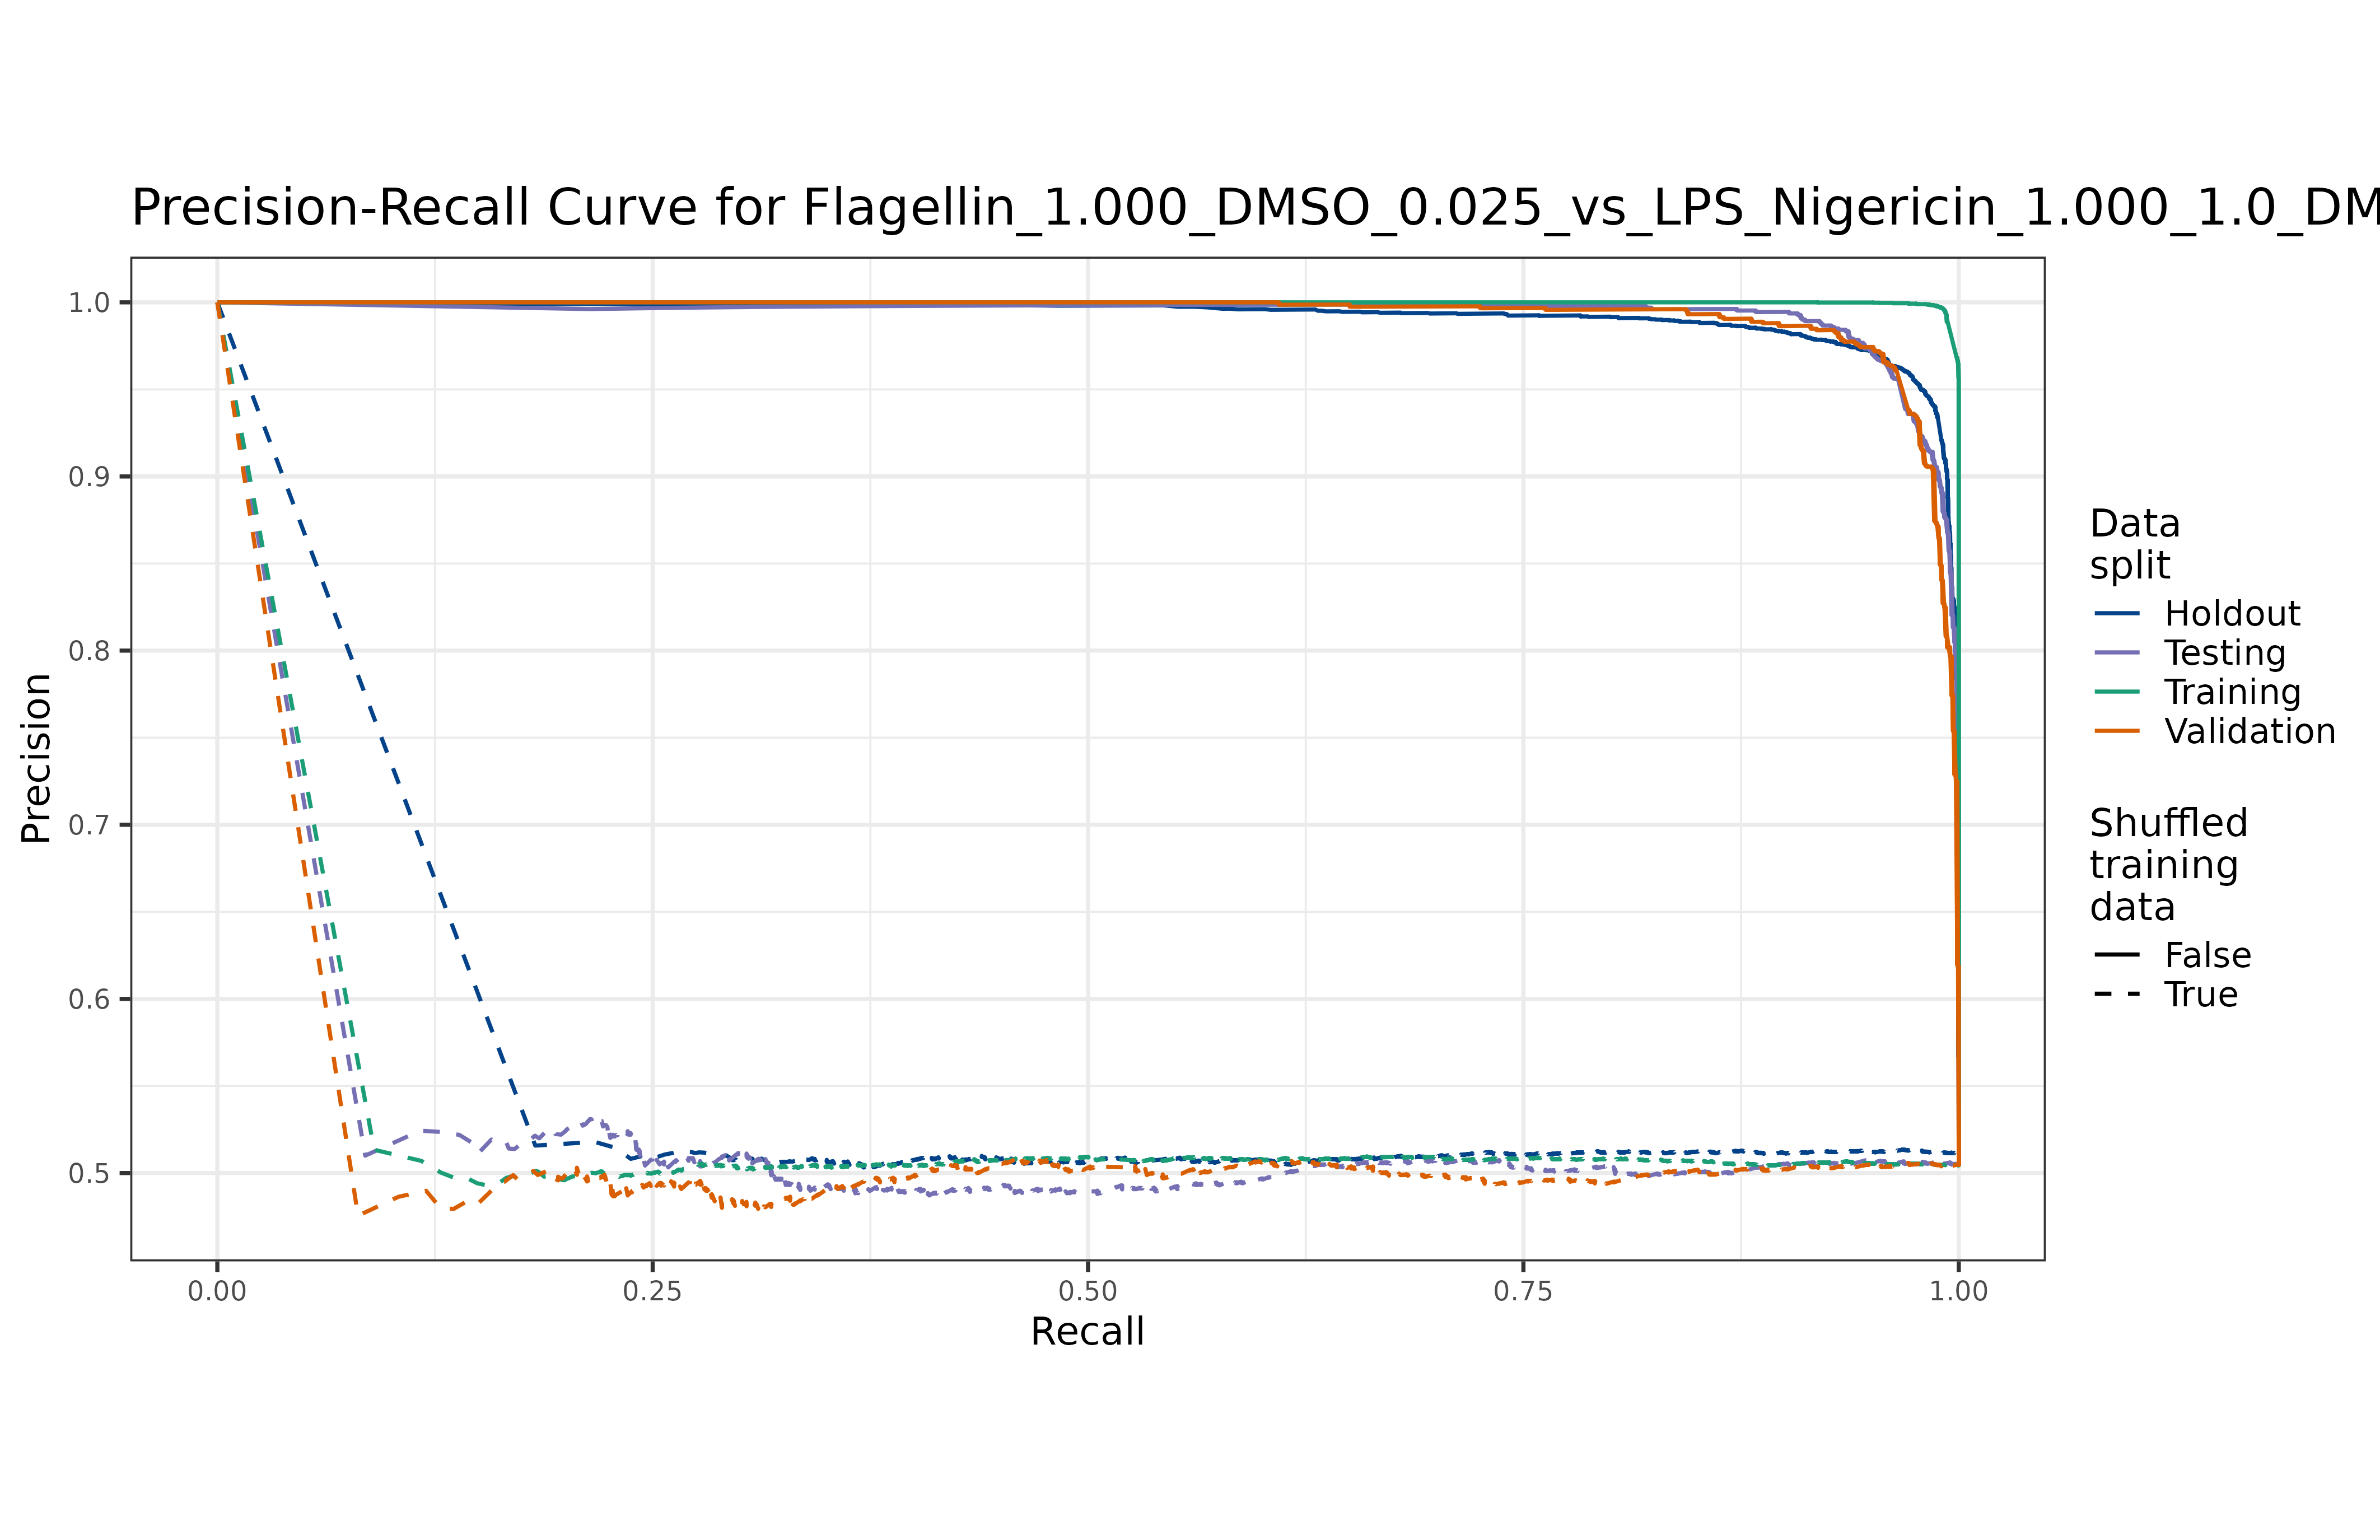 Precision-Recall Curve for Flagellin_1.000_DMSO_0.025_vs_LPS_Nigericin_1.000_1.0_DM
Precision
1.0
0.9
0.8
0.7
0.6
0.5
0.00
0.25
0.50
0.75
1.00
Recall
Data
split
Holdout
Testing
Training
Validation
Shuffled
training
data
False
True